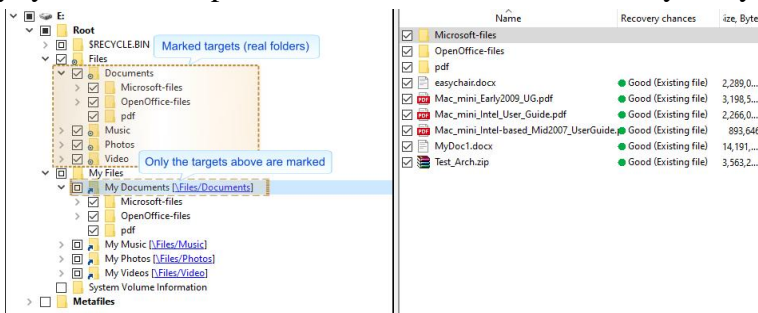 E:
Root
$RECYCLE.BIN
Marked targets (real folders)
Files
Documents
Microsoft-files
OpenOffice-files
pdf
Music
Photos
Video
Only the targets above are marked
My Files
My Documents [\Files/Documents]
Microsoft-files
OpenOffice-files
pdf
My Music [\Files/Music]
My Photos [\Files/Photos]
My Videos [\Files/Video]
System Volume Information
Metafiles
Name Recovery chances ize, Byte
Microsoft-files
OpenOffice-files
pdf
easychair.docx Good (Existing file) 2,289,0...
Mac_mini_Early2009_UG.pdf Good (Existing file) 3,198,5...
Mac_mini_Intel_User_Guide.pdf Good (Existing file) 2,266,0...
Mac_mini_Intel-based_Mid2007_UserGuide.p Good (Existing file) 893,646
MyDoc1.docx Good (Existing file) 14,191,...
Test_Arch.zip Good (Existing file) 3,563,2...